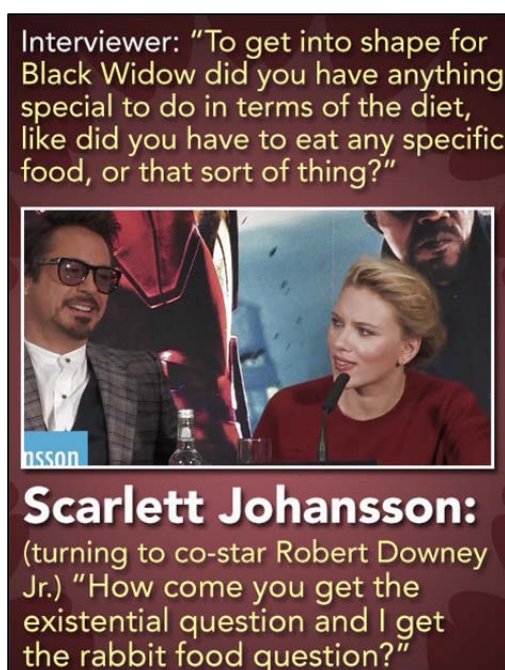 Interviewer: “To get into shape for
Black Widow did you have anything
special to do in terms of the diet,
like did you have to eat any specific
food, or that sort of thing?”
nsson
Scarlett Johansson:
(turning to co-star Robert Downey
Jr.) “How come you get the
existential question and I get
the rabbit food question?”